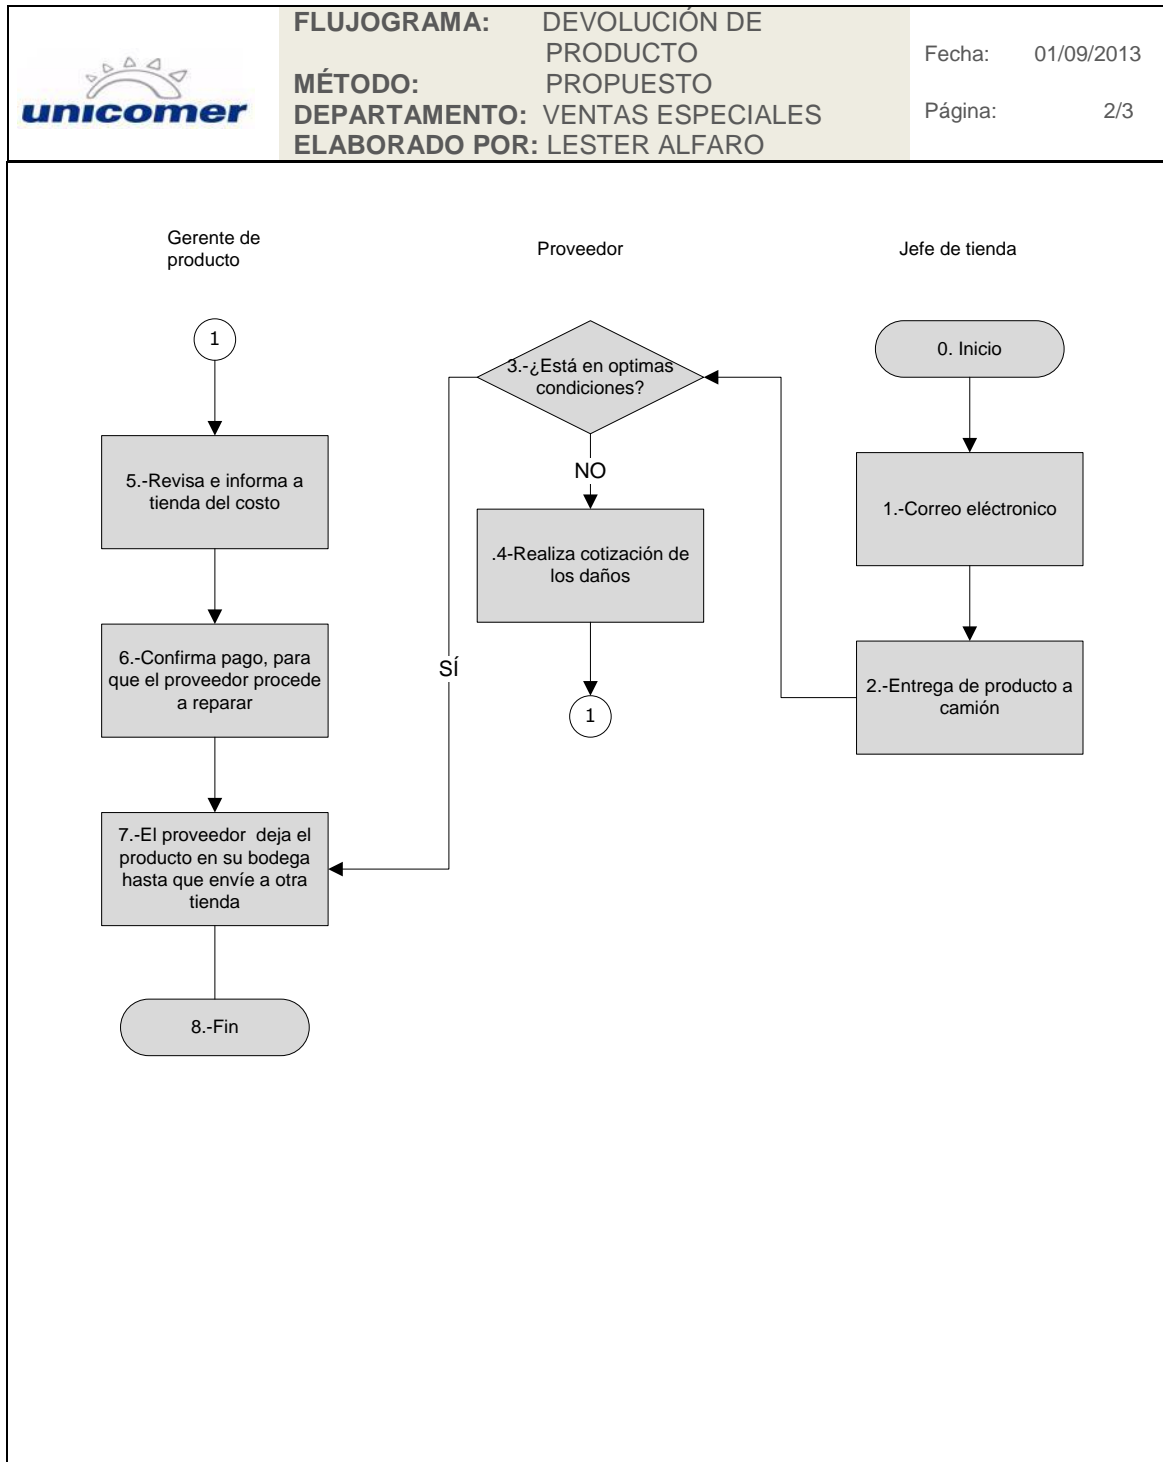 unicomer
FLUJOGRAMA: DEVOLUCIÓN DE
PRODUCTO
MÉTODO: PROPUESTO
DEPARTAMENTO: VENTAS ESPECIALES
ELABORADO POR: LESTER ALFARO
Fecha: 01/09/2013
Página: 2/3
Gerente de
producto
Proveedor
Jefe de tienda
1
5.-Revisa e informa a
tienda del costo
6.-Confirma pago, para
que el proveedor procede
a reparar
7.-El proveedor deja el
producto en su bodega
hasta que envíe a otra
tienda
8.-Fin
3.-¿Está en optimas
condiciones?
NO
SÍ
.4-Realiza cotización de
los daños
1
0. Inicio
1.-Correo eléctronico
2.-Entrega de producto a
camión